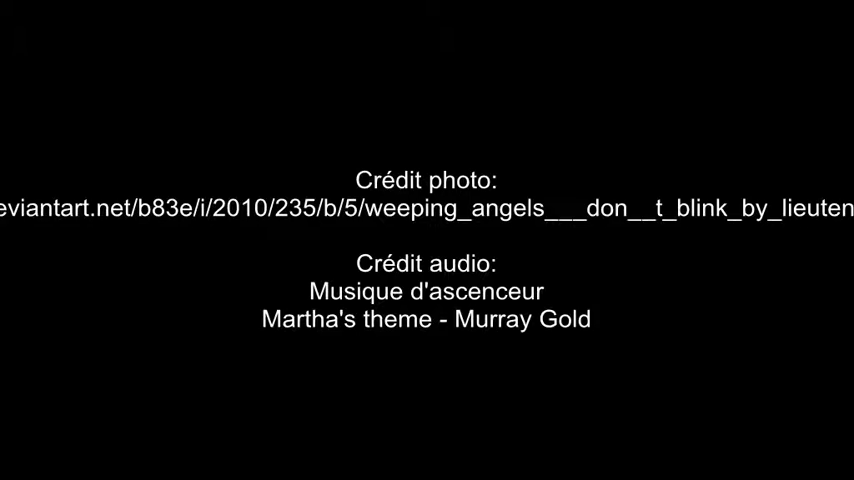 Crédit photo:
eviantart.net/b83e/i/2010/235/b/5/weeping_angels___don__t_blink_by_lieuten
Crédit audio:
Musique d'ascenceur
Martha's theme - Murray Gold